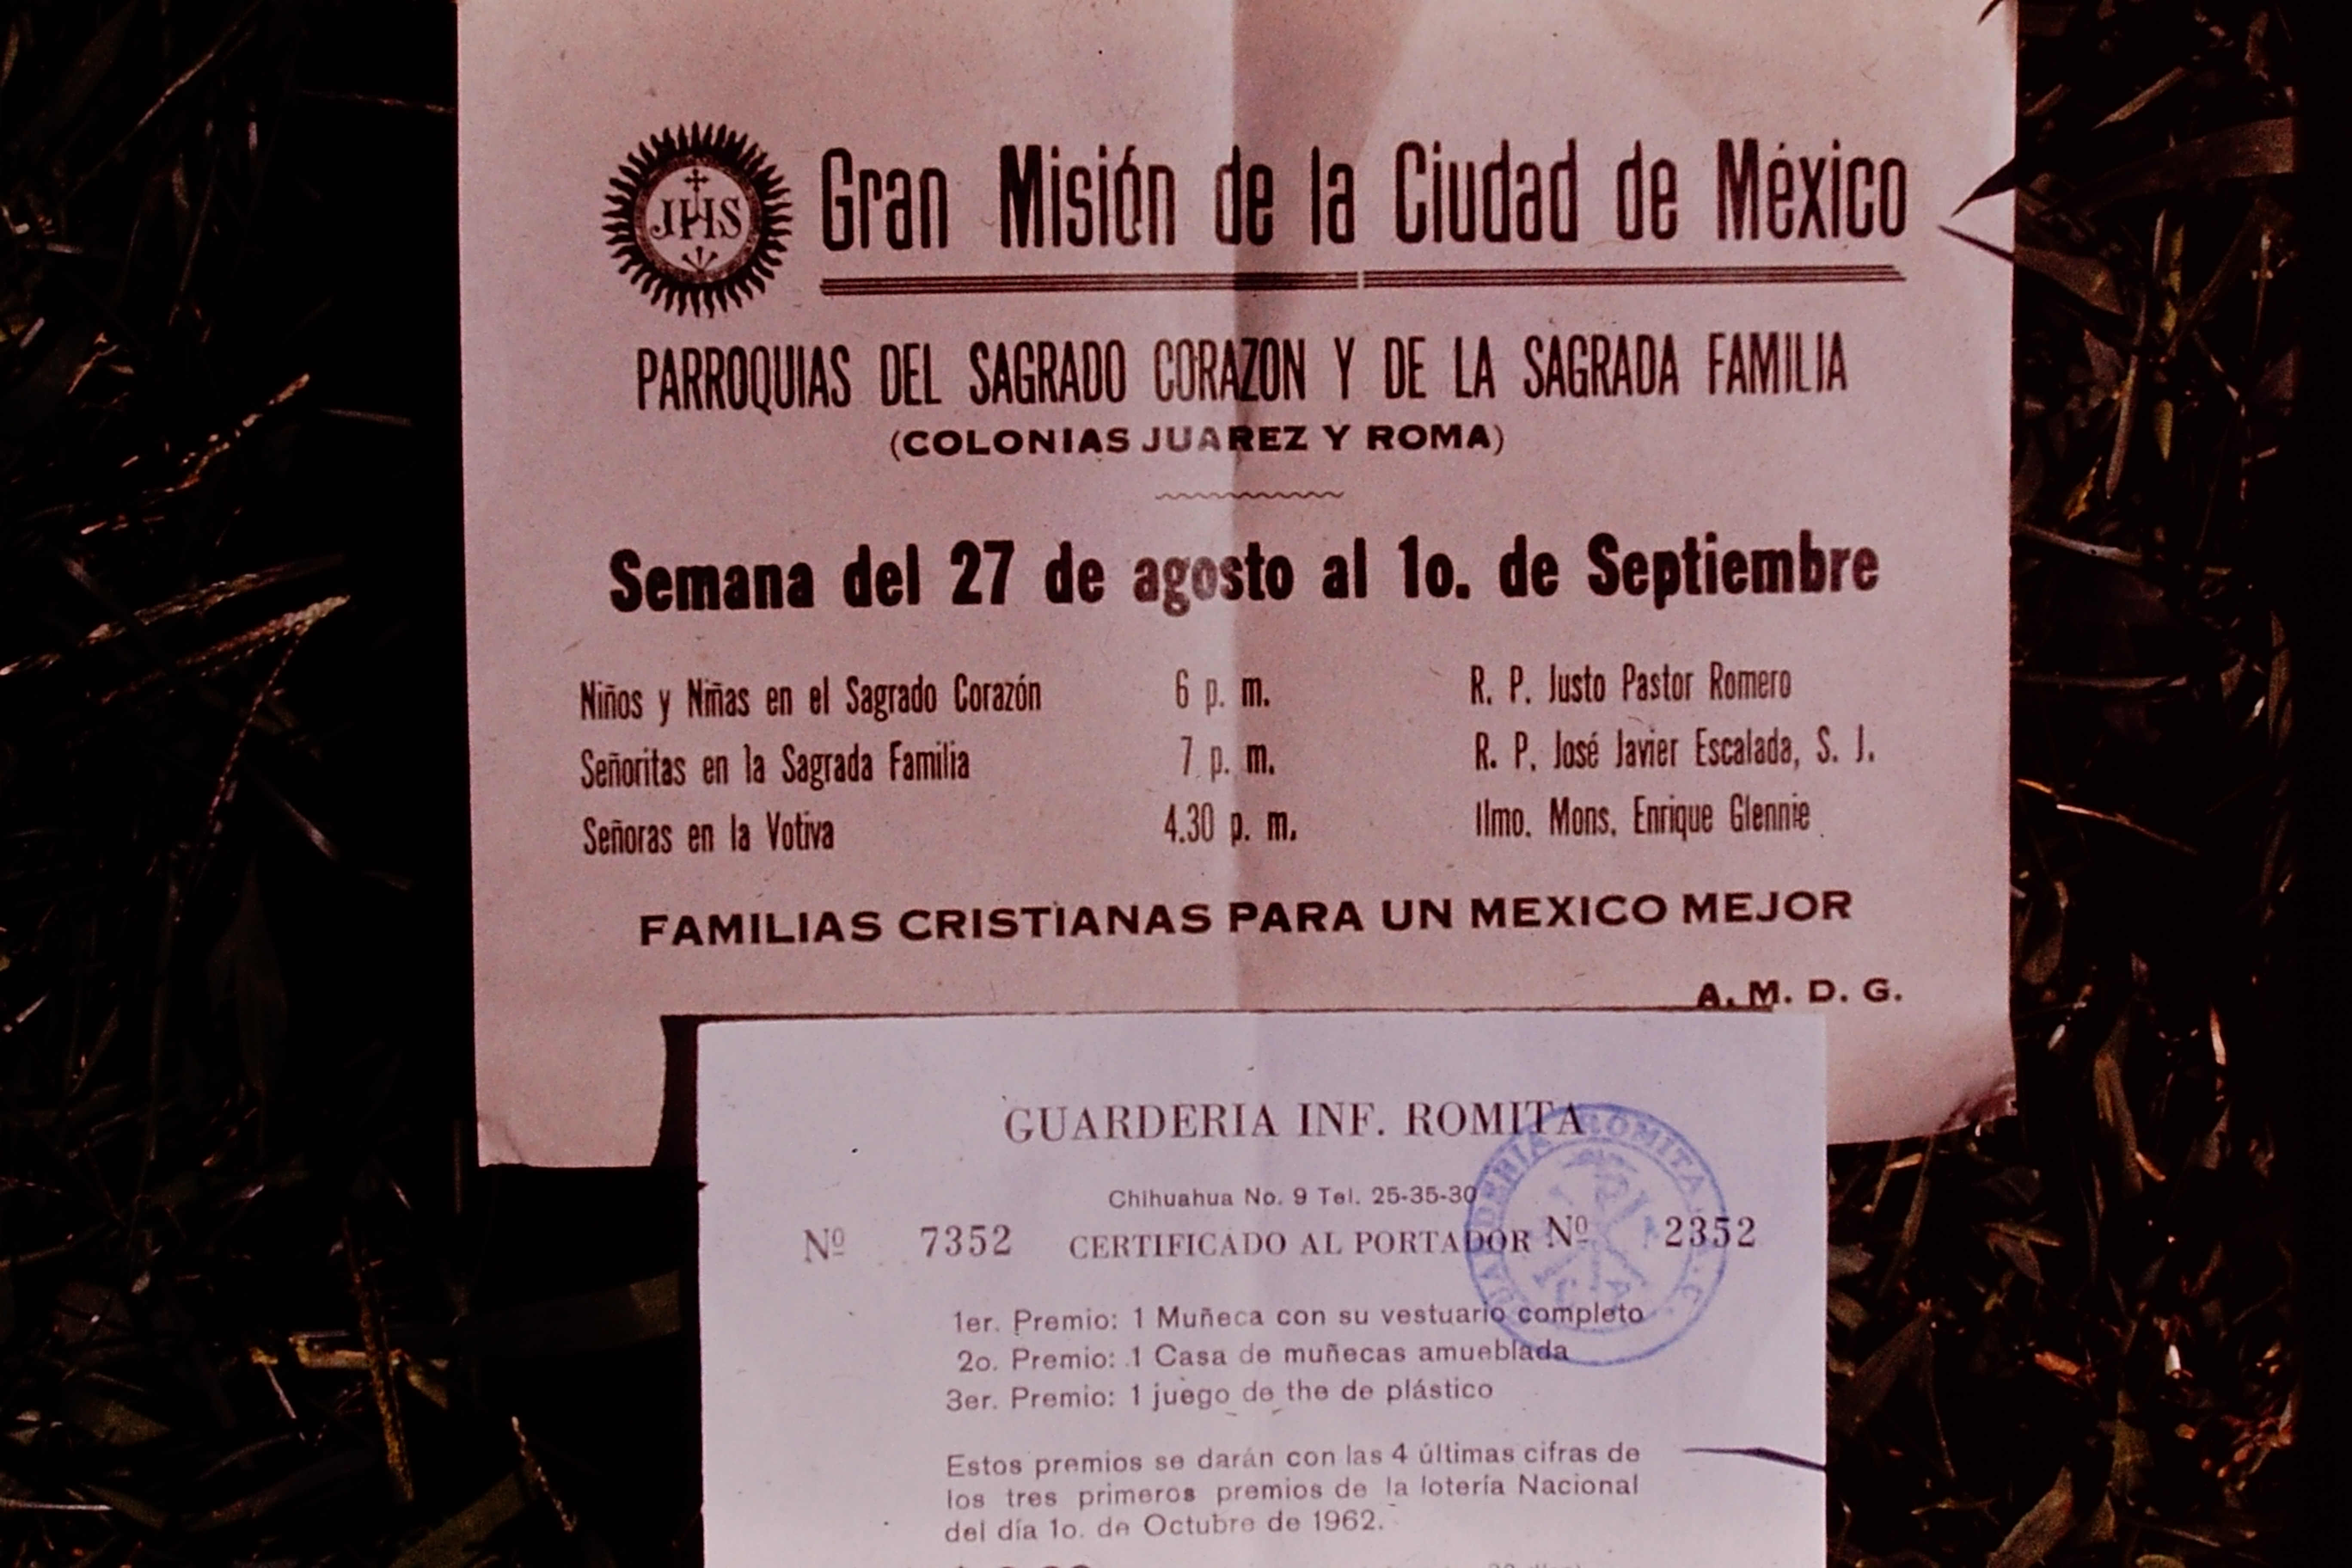 JHS
Gran Misión de la Ciudad de México
PARROQUIAS DEL SAGRADO CORAZON Y DE LA SAGRADA FAMILIA
(COLONIAS JUAREZ Y ROMA)
Semana del 27 de agosto al 1o. de Septiembre
Niños y Niñas en el Sagrado Corazón 6 p. m. R. P. Justo Pastor Romero
Señoritas en la Sagrada Familia 7 p. m. R. P. José Javier Escalada, S. J.
Señoras en la Votiva 4.30 p. m. Ilmo. Mons. Enrique Glennie
FAMILIAS CRISTIANAS PARA UN MEXICO MEJOR
A. M. D. G.
GUARDERIA INF. ROMITA
GUARDERIA ROMITA A. C.
Chihuahua No. 9 Tel. 25-35-30
Nº 7352 CERTIFICADO AL PORTADOR Nº 2352
1er. Premio: 1 Muñeca con su vestuario completo
2o. Premio: 1 Casa de muñecas amueblada
3er. Premio: 1 juego de the de plástico
Estos premios se darán con las 4 últimas cifras de
los tres primeros premios de la lotería Nacional
del día 1o. de Octubre de 1962.